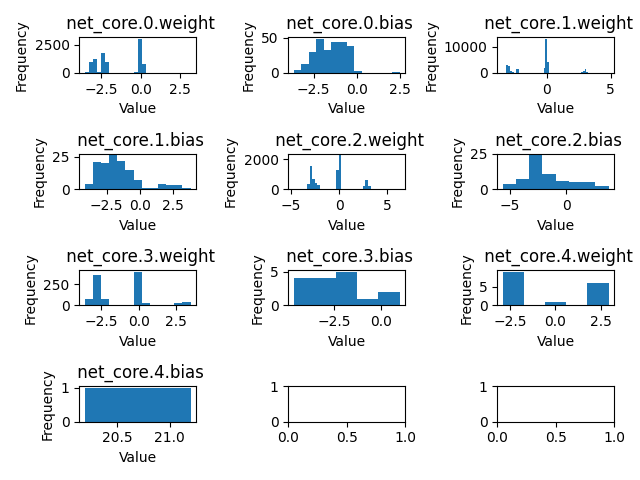 net_core.0.weight net_core.0.bias net_core.1.weight
Frequency 2500 0 Frequency 50 0 Frequency 10000 0
−2.5 0.0 2.5 −2.5 0.0 2.5 0 5
Value Value Value
net_core.1.bias net_core.2.weight net_core.2.bias
Frequency 25 0 Frequency 2000 0 Frequency 25 0
−2.5 0.0 2.5 −5 0 5 −5 0
Value Value Value
net_core.3.weight net_core.3.bias net_core.4.weight
Frequency 250 0 Frequency 5 0 Frequency 5 0
−2.5 0.0 2.5 −2.5 0.0 −2.5 0.0 2.5
Value Value Value
net_core.4.bias
Frequency 1 0 1 0 1 0
20.5 21.0 0.0 0.5 1.0 0.0 0.5 1.0
Value